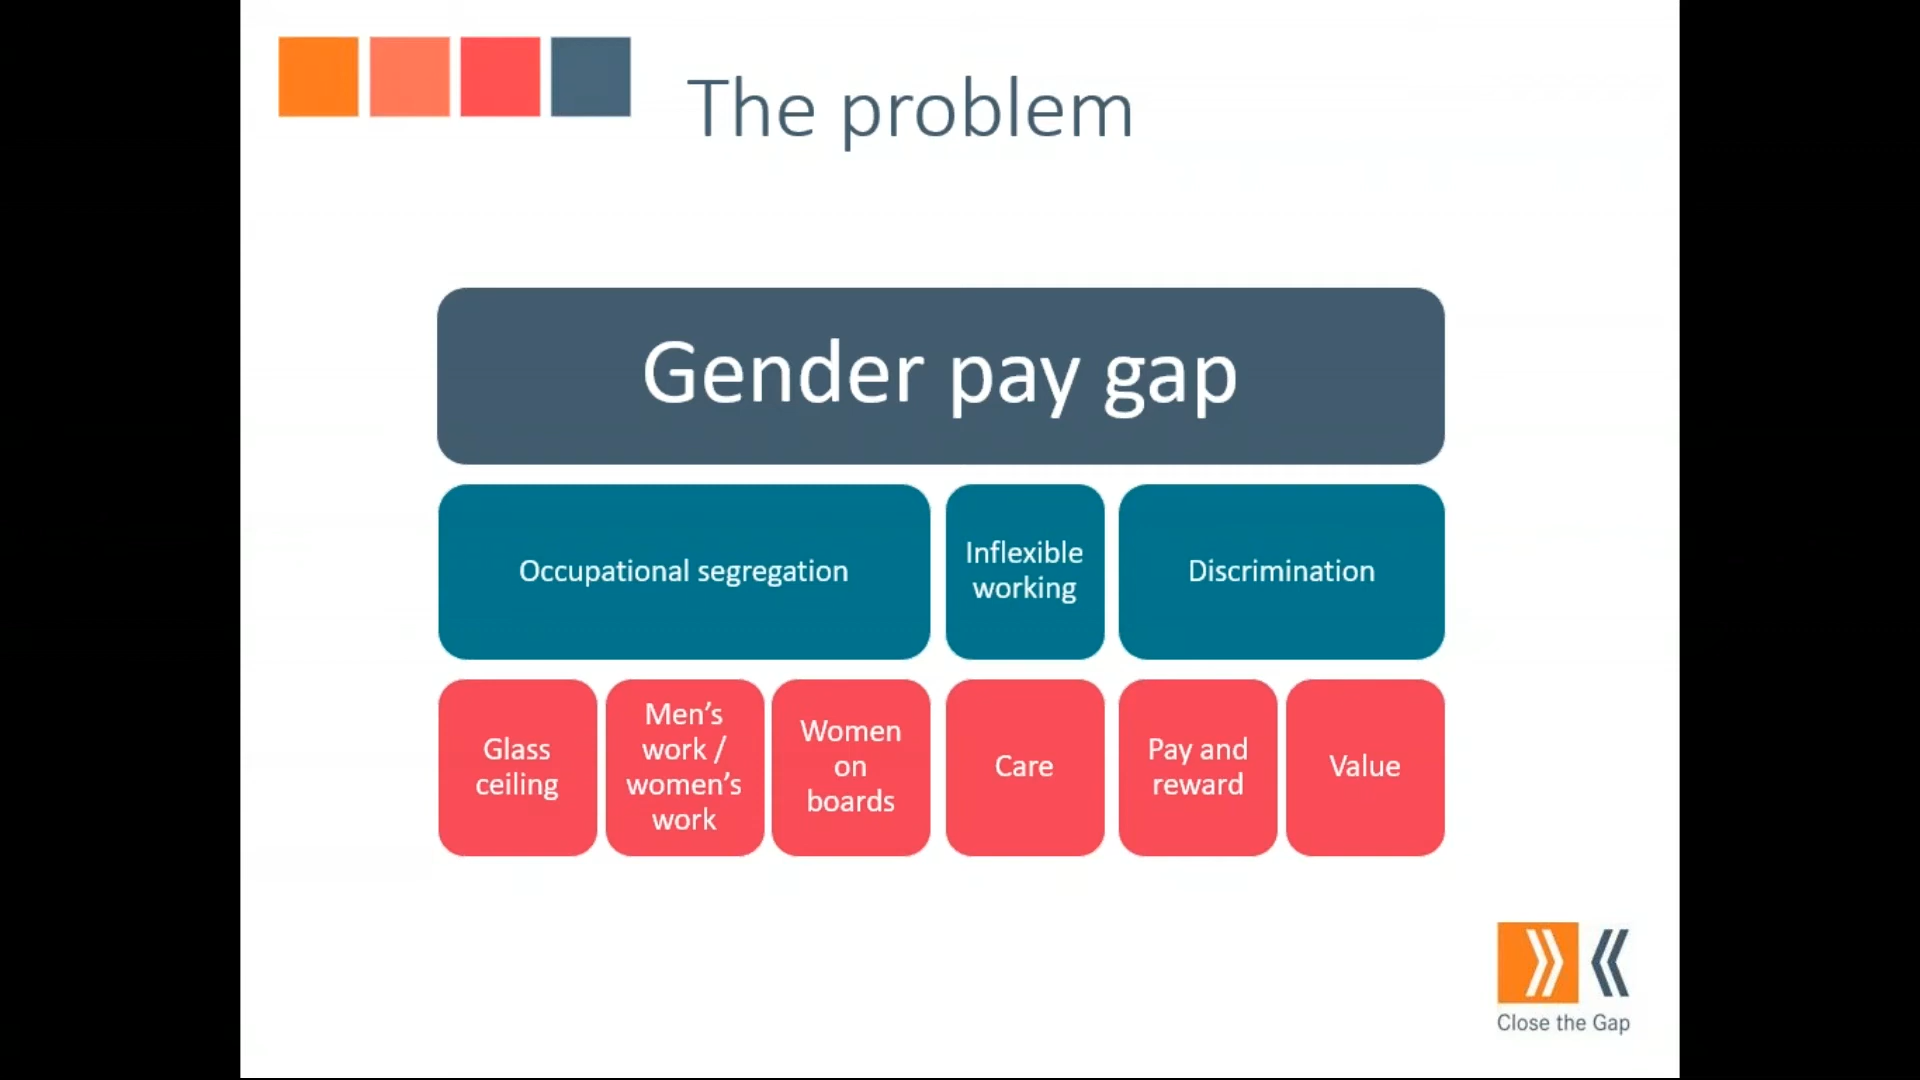 The problem
Gender pay gap
Occupational segregation
Inflexible
working
Discrimination
Glass
ceiling
Men’s
work /
women’s
work
Women
on
boards
Care
Pay and
reward
Value
Close the Gap